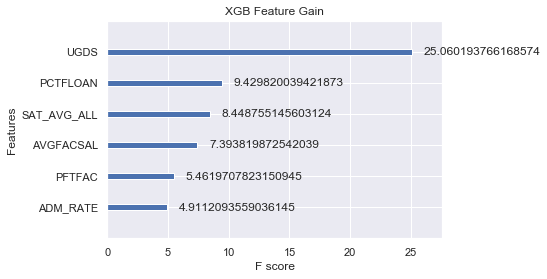 XGB Feature Gain
Features
UGDS
25.060193766168574
PCTFLOAN
9.429820039421873
SAT_AVG_ALL
8.448755145603124
AVGFACSAL
7.393819872542039
PFTFAC
5.4619707823150945
ADM_RATE
4.9112093559036145
0 5 10 15 20 25
F score